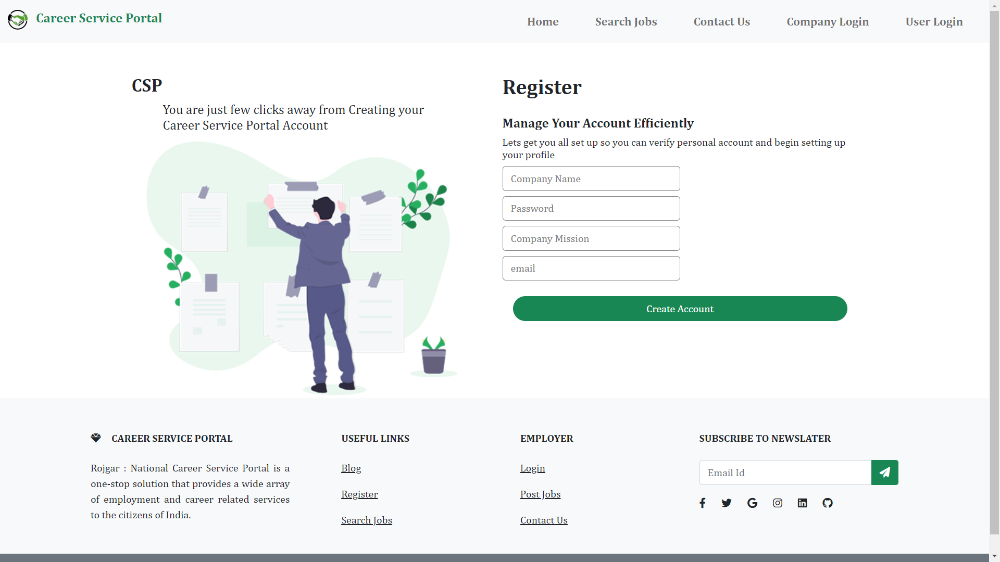 Career Service Portal
Home
Search Jobs
Contact Us
Company Login
User Login
CSP
You are just few clicks away from Creating your
Career Service Portal Account
Register
Manage Your Account Efficiently
Lets get you all set up so you can verify personal account and begin setting up
your profile
Company Name
Password
Company Mission
email
Create Account
CAREER SERVICE PORTAL
Rojgar : National Career Service Portal is a
one-stop solution that provides a wide array
of employment and career related services
to the citizens of India.
USEFUL LINKS
Blog
Register
Search Jobs
EMPLOYER
Login
Post Jobs
Contact Us
SUBSCRIBE TO NEWSLATER
Email Id